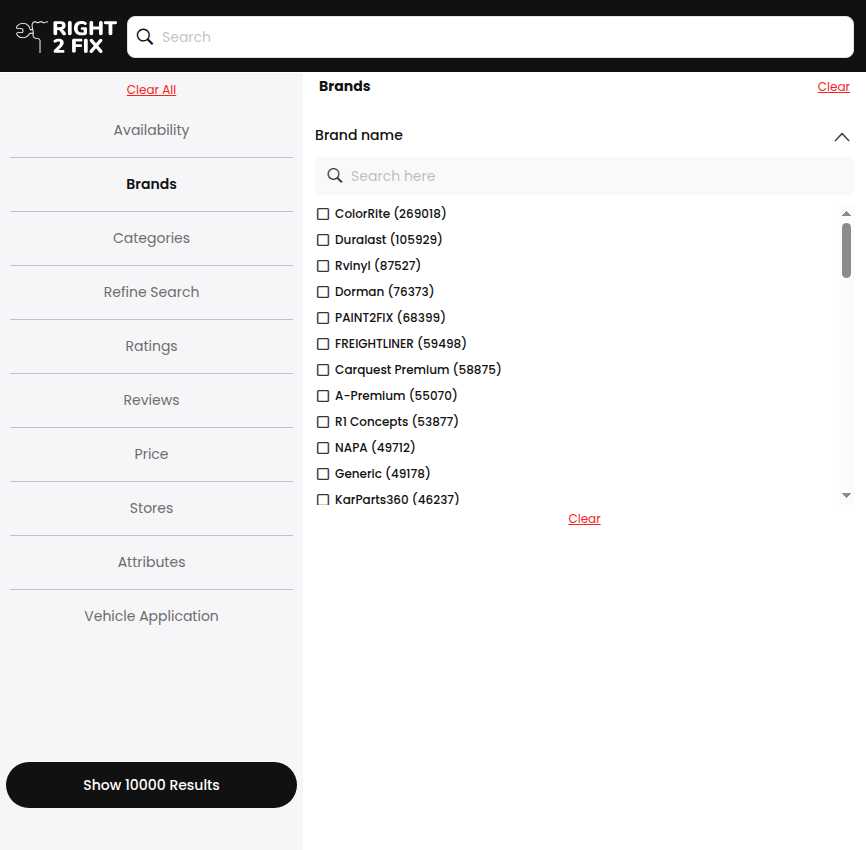 RIGHT
2 FIX
Search
Clear All
Availability
Brands
Categories
Refine Search
Ratings
Reviews
Price
Stores
Attributes
Vehicle Application
Show 10000 Results
Brands
Clear
Brand name
Search here
ColorRite (269018)
Duralast (105929)
Rvinyl (87527)
Dorman (76373)
PAINT2FIX (68399)
FREIGHTLINER (59498)
Carquest Premium (58875)
A-Premium (55070)
R1 Concepts (53877)
NAPA (49712)
Generic (49178)
KarParts360 (46237)
Clear